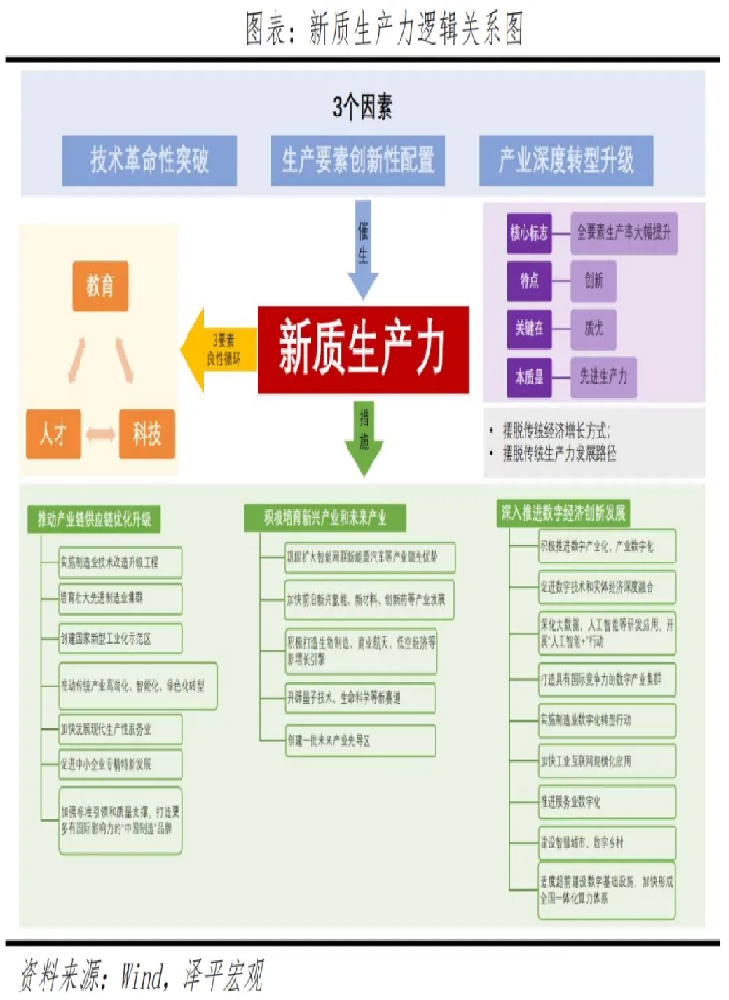 图表：新质生产力逻辑关系图
3个因素
技术革命性突破
生产要素创新性配置
产业深度转型升级
催生
教育
人才
科技
3要素
良性循环
新质生产力
核心标志
全要素生产率大幅提升
特点
创新
关键在
质优
本质是
先进生产力
• 摆脱传统经济增长方式；
• 摆脱传统生产力发展路径
措施
推动产业链供应链优化升级
实施制造业技术改造升级工程
培育壮大先进制造业集群
创建国家新型工业化示范区
推动传统产业高端化、智能化、绿色化转型
加快发展现代生产性服务业
促进中小企业专精特新发展
加强标准引领和质量支撑，打造更
多有国际影响力的“中国制造”品牌
积极培育新兴产业和未来产业
巩固扩大智能网联新能源汽车等产业领先优势
加快前沿新兴氢能、新材料、创新药等产业发展
积极打造生物制造、商业航天、低空经济等
新增长引擎
开辟量子技术、生命科学等新赛道
创建一批未来产业先导区
深入推进数字经济创新发展
积极推进数字产业化、产业数字化
促进数字技术和实体经济深度融合
深化大数据、人工智能等研发应用，开
展“人工智能+”行动
打造具有国际竞争力的数字产业集群
实施制造业数字化转型行动
加快工业互联网规模化应用
推进服务业数字化
建设智慧城市、数字乡村
适度超前建设数字基础设施，加快形成
全国一体化算力体系
资料来源：Wind，泽平宏观